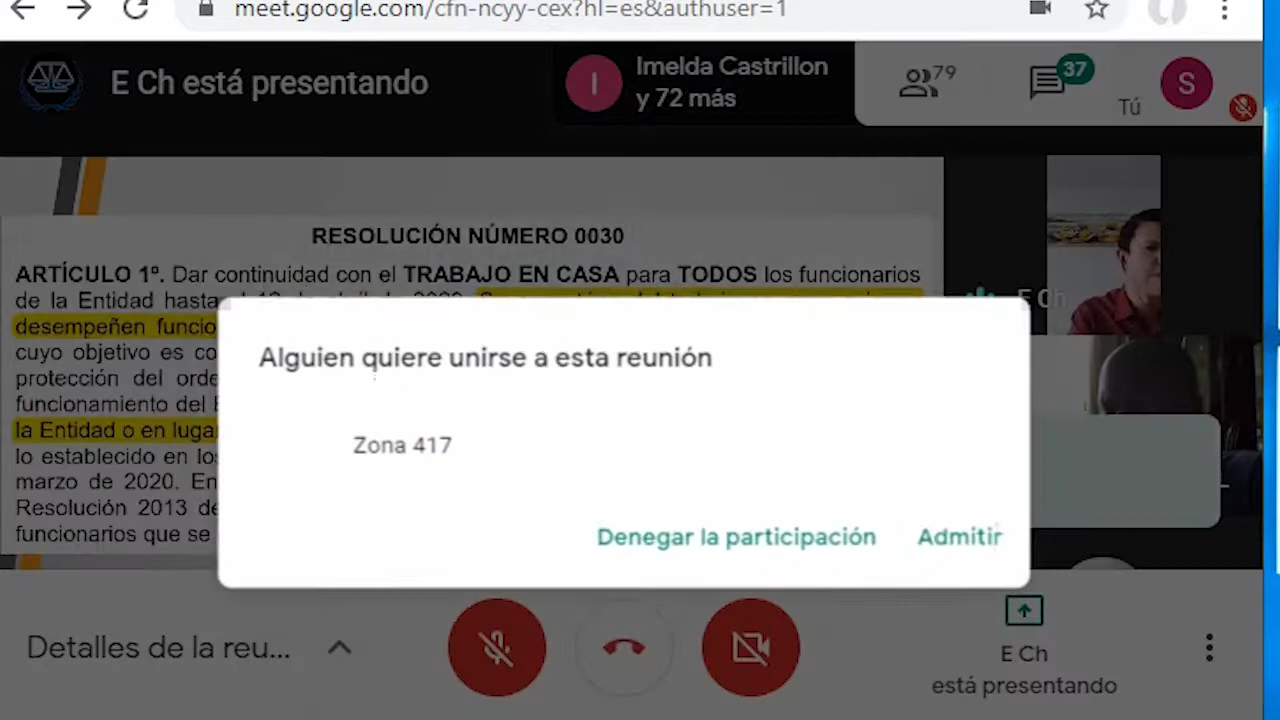 meet.google.com/cfn-ncyy-cex?hl=es&authuser=1
E Ch está presentando
I
Imelda Castrillon
y 72 más
79
37
Tú
S
RESOLUCIÓN NÚMERO 0030
ARTÍCULO 1º. Dar continuidad con el TRABAJO EN CASA para TODOS los funcionarios
de la Entidad hasta
desempeñen funcio
cuyo objetivo es co
protección del orde
funcionamiento del
la Entidad o en lugar
lo establecido en los
marzo de 2020. En
Resolución 2013 de
funcionarios que se
E Ch
Alguien quiere unirse a esta reunión
Zona 417
Denegar la participación
Admitir
Detalles de la reu...
E Ch
está presentando